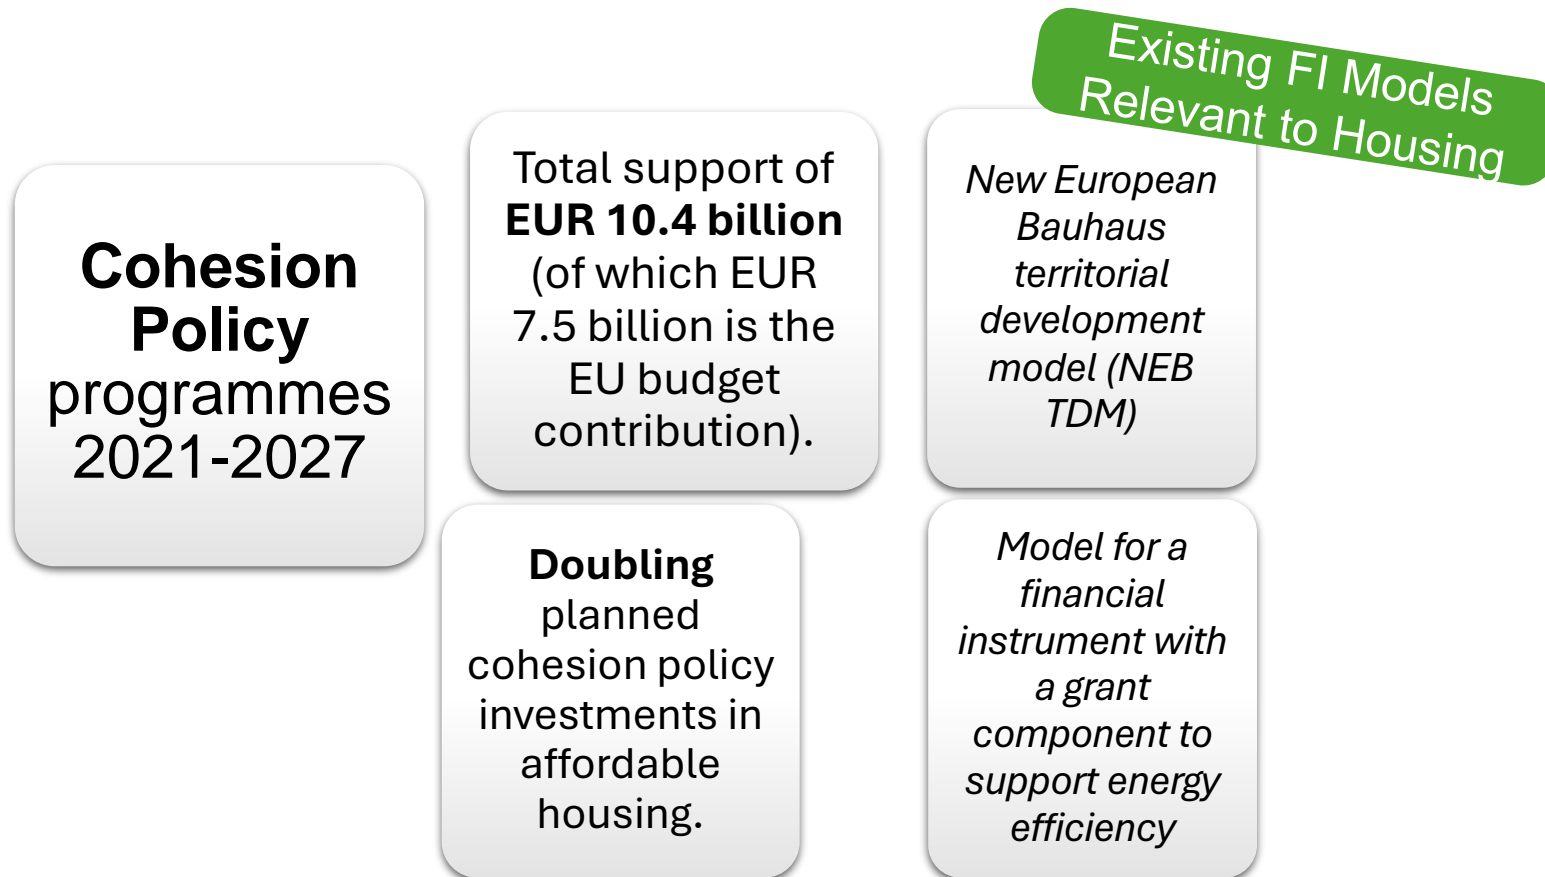 Existing FI Models
Relevant to Housing
Cohesion
Policy
programmes
2021-2027
Total support of
EUR 10.4 billion
(of which EUR
7.5 billion is the
EU budget
contribution).
Doubling
planned
cohesion policy
investments in
affordable
housing.
New European
Bauhaus
territorial
development
model (NEB
TDM)
Model for a
financial
instrument with
a grant
component to
support energy
efficiency